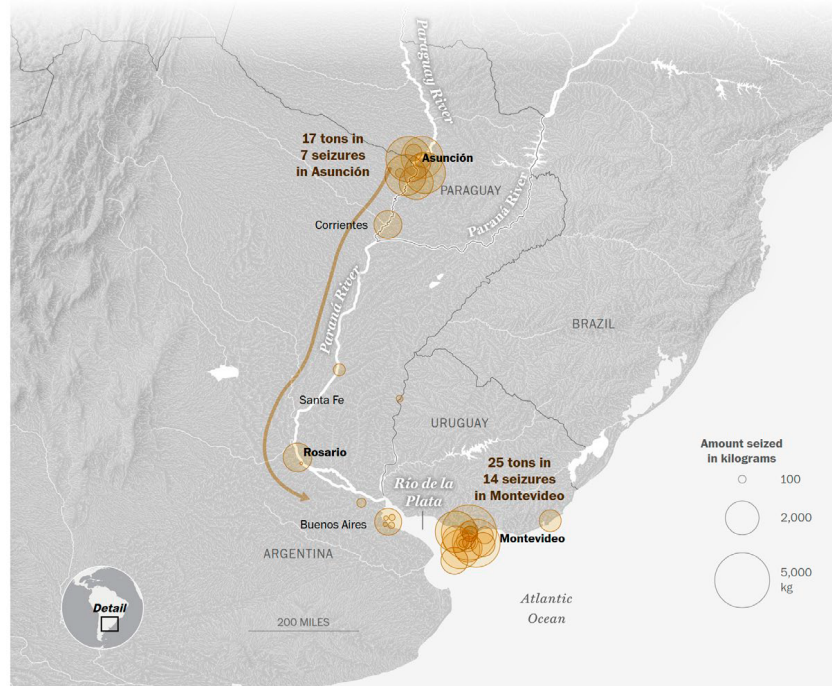 Paraguay River
17 tons in
7 seizures
in Asunción
Asunción
PARAGUAY
Parana River
Corrientes
Paraná River
BRAZIL
Santa Fe
URUGUAY
Rosario
25 tons in
14 seizures
in Montevideo
Río de la
Plata
Buenos Aires
Montevideo
ARGENTINA
Atlantic
Ocean
Detail
200 MILES
Amount seized
in kilograms
100
2,000
5,000
kg